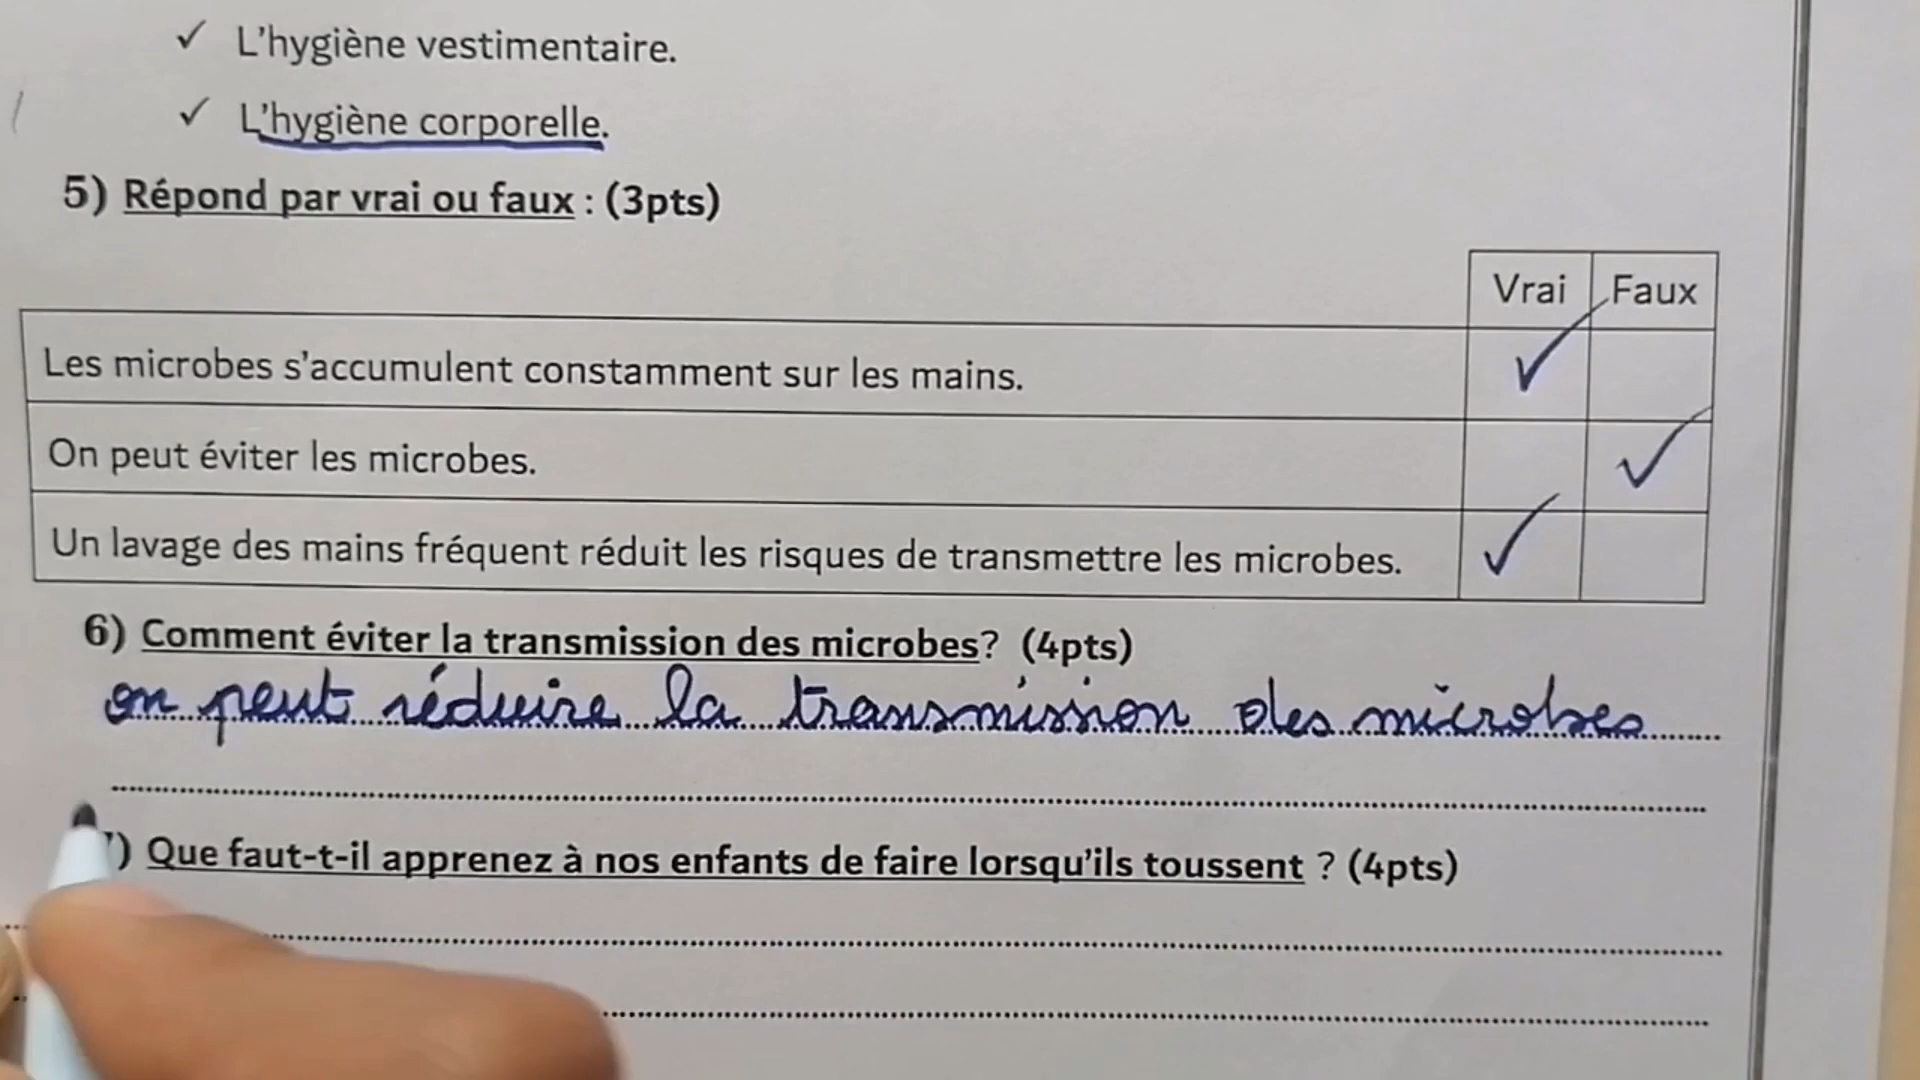 ✓ L'hygiène vestimentaire.
✓ L'hygiène corporelle.
5) Répond par vrai ou faux : (3pts)
Vrai Faux
Les microbes s'accumulent constamment sur les mains. ✓
On peut éviter les microbes. ✓
Un lavage des mains fréquent réduit les risques de transmettre les microbes. ✓
6) Comment éviter la transmission des microbes? (4pts)
on peut réduire la transmission des microbes
) Que faut-t-il apprenez à nos enfants de faire lorsqu'ils toussent ? (4pts)